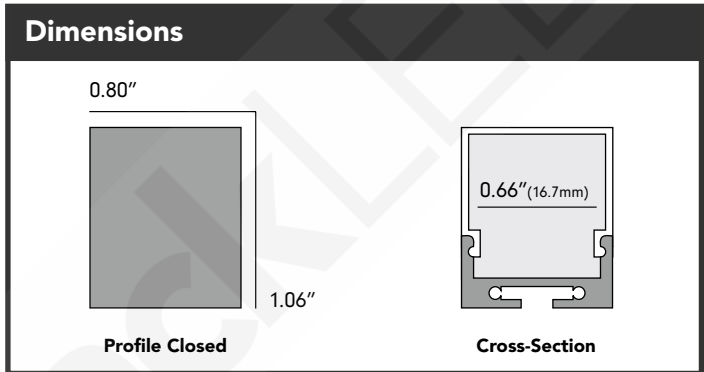 Dimensions
0.80"
0.66"(16.7mm)
1.06"
Profile Closed
Cross-Section